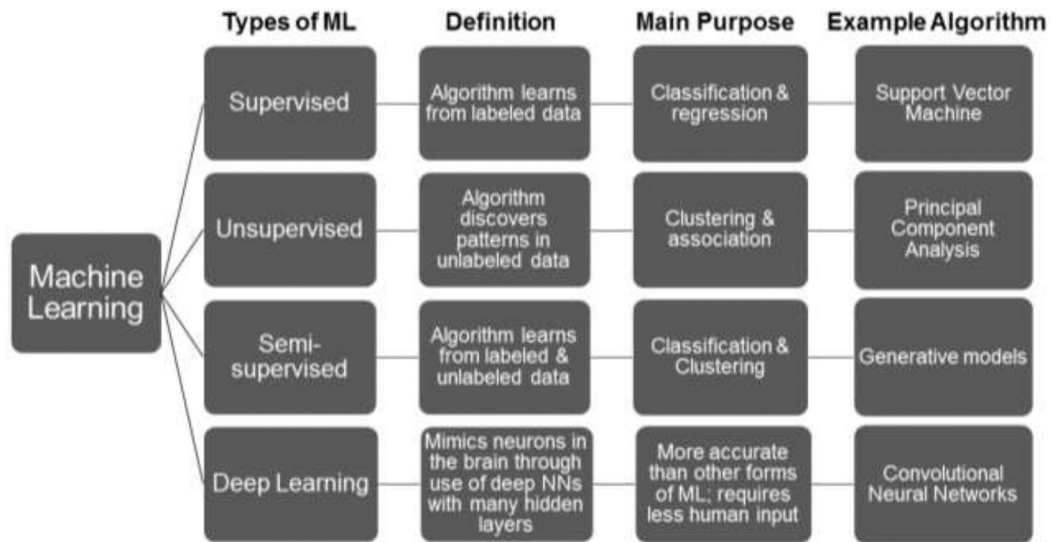 Types of ML
Definition
Main Purpose
Example Algorithm
Machine
Learning
Supervised
Algorithm learns
from labeled data
Classification &
regression
Support Vector
Machine
Unsupervised
Algorithm
discovers
patterns in
unlabeled data
Clustering &
association
Principal
Component
Analysis
Semi-
supervised
Algorithm learns
from labeled &
unlabeled data
Classification &
Clustering
Generative models
Deep Learning
Mimics neurons in
the brain through
use of deep NNs
with many hidden
layers
More accurate
than other forms
of ML; requires
less human input
Convolutional
Neural Networks